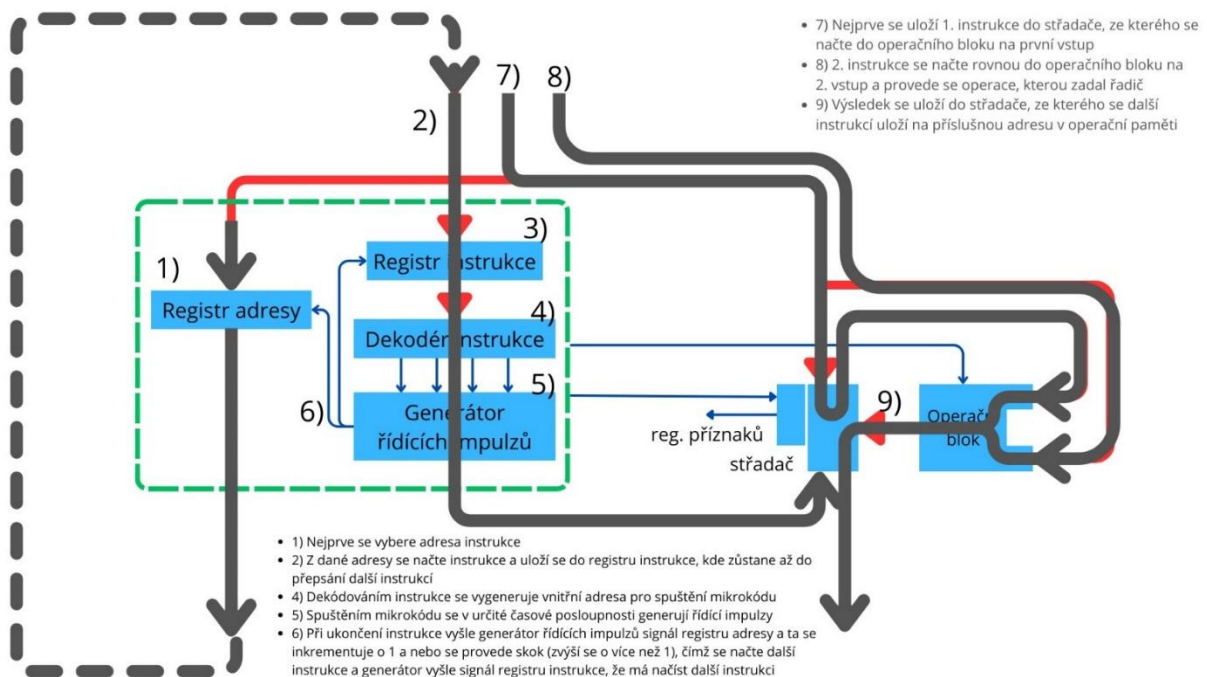 • 7) Nejprve se uloží 1. instrukce do střadače, ze kterého se
načte do operačního bloku na první vstup
• 8) 2. instrukce se načte rovnou do operačního bloku na
2. vstup a provede se operace, kterou zadal řadič
• 9) Výsledek se uloží do střadače, ze kterého se další
instrukcí uloží na příslušnou adresu v operační paměti
7)
8)
2)
3)
Registr instrukce
1)
Registr adresy
4)
Dekodér instrukce
5)
6)
Generátor
řídících impulzů
9)
Operační
blok
reg. příznaků
střadač
• 1) Nejprve se vybere adresa instrukce
• 2) Z dané adresy se načte instrukce a uloží se do registru instrukce, kde zůstane až do
přepsání další instrukcí
• 4) Dekódováním instrukce se vygeneruje vnitřní adresa pro spuštění mikrokódu
• 5) Spuštěním mikrokódu se v určité časové posloupnosti generují řídící impulzy
• 6) Při ukončení instrukce vyšle generátor řídících impulzů signál registru adresy a ta se
inkrementuje o 1 a nebo se provede skok (zvýší se o více než 1), čímž se načte další
instrukce a generátor vyšle signál registru instrukce, že má načíst další instrukci